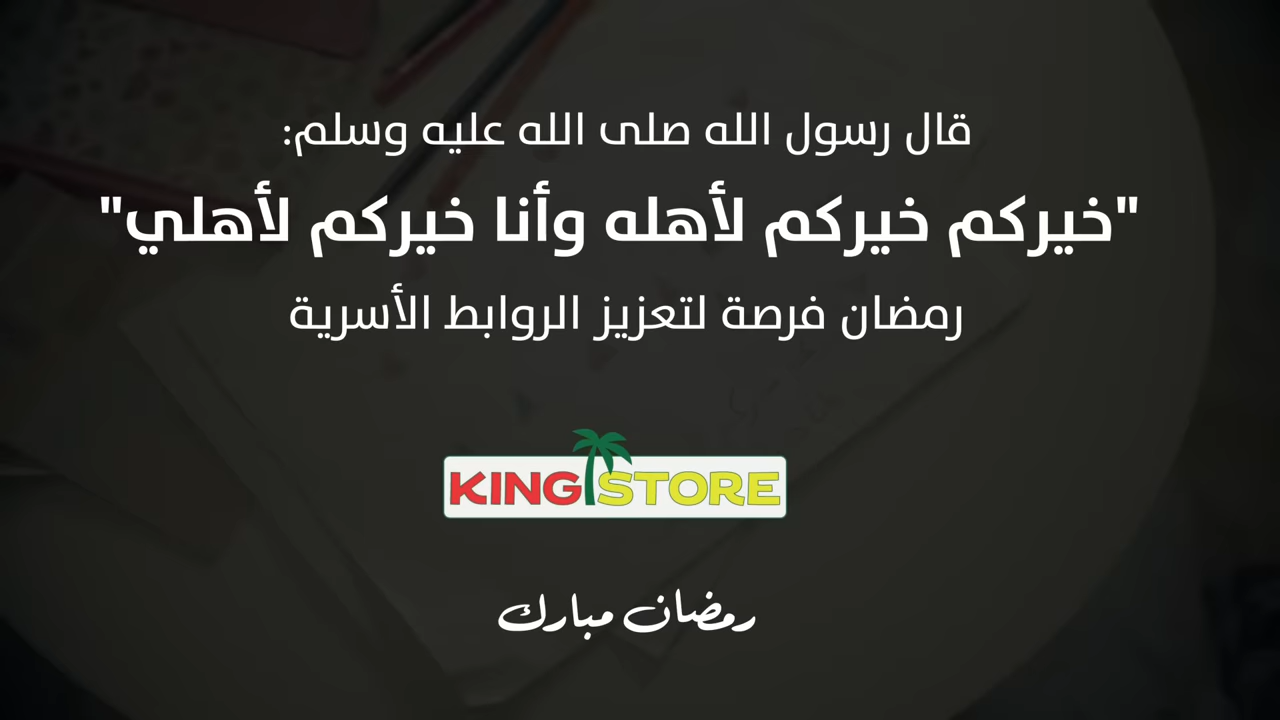 قال رسول الله صلى الله عليه وسلم:
"خيركم خيركم لأهله وأنا خيركم لأهلي"
رمضان فرصة لتعزيز الروابط الأسرية
KING STORE
رمضان مبارك